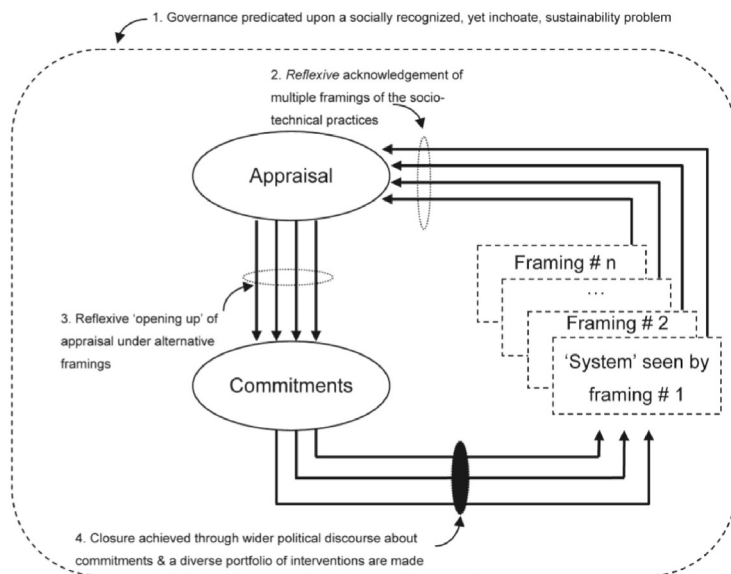 1. Governance predicated upon a socially recognized, yet inchoate, sustainability problem
2. Reflexive acknowledgement of
multiple framings of the socio-
technical practices
Appraisal
Framing # n
...
Framing # 2
'System' seen by
framing # 1
3. Reflexive 'opening up' of
appraisal under alternative
framings
Commitments
4. Closure achieved through wider political discourse about
commitments & a diverse portfolio of interventions are made